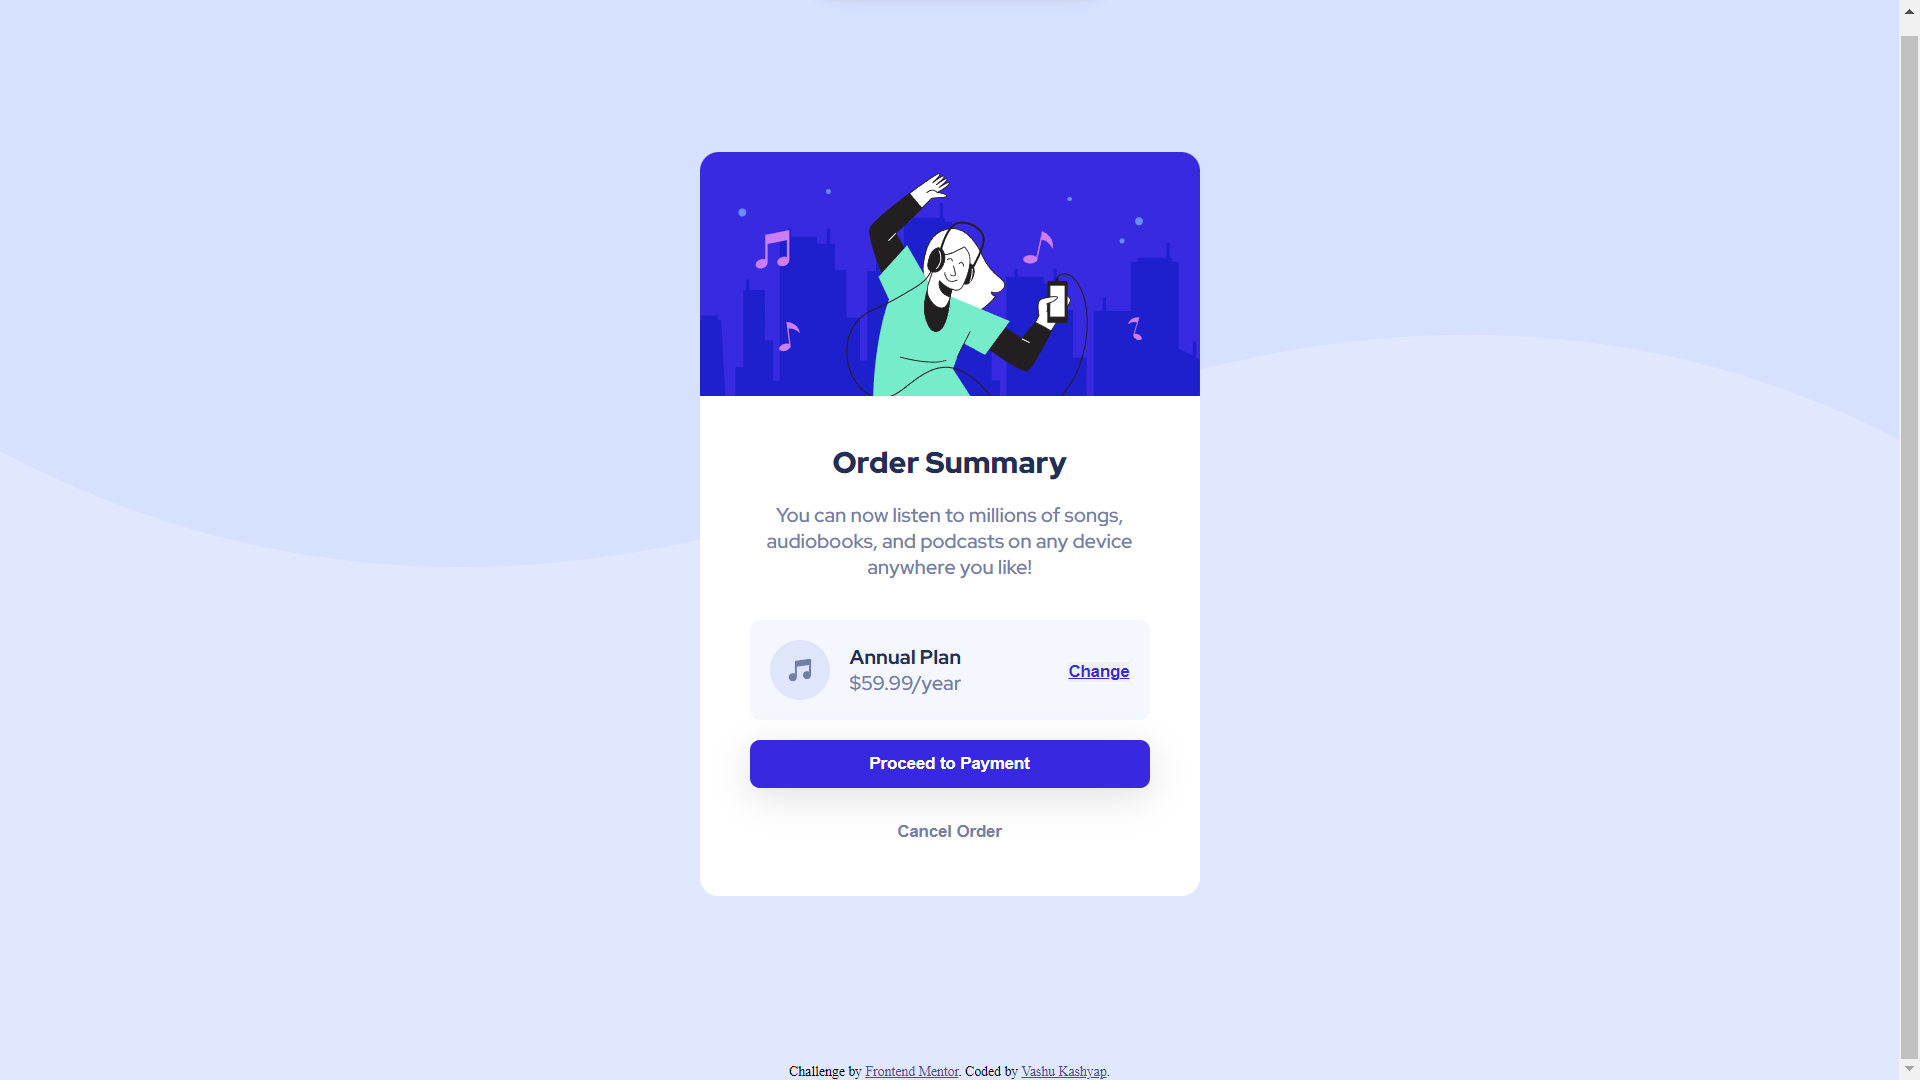 Order Summary
You can now listen to millions of songs,
audiobooks, and podcasts on any device
anywhere you like!
Annual Plan
$59.99/year
Change
Proceed to Payment
Cancel Order
Challenge by Frontend Mentor. Coded by Vashu Kashyap.